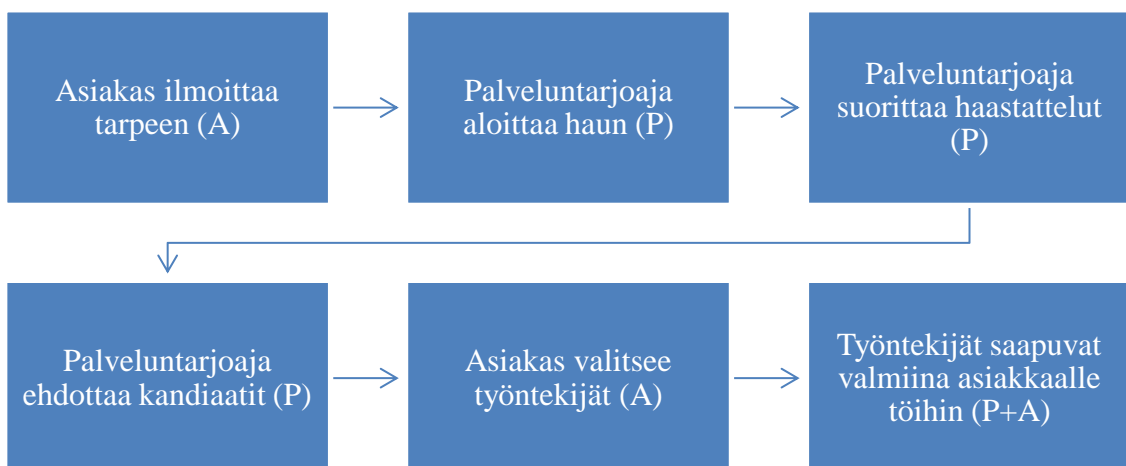 Asiakas ilmoittaa
tarpeen (A)
Palveluntarjoaja
aloittaa haun (P)
Palveluntarjoaja
suorittaa haastattelut
(P)
Palveluntarjoaja
ehdottaa kandiaatit (P)
Asiakas valitsee
työntekijät (A)
Työntekijät saapuvat
valmiina asiakkaalle
töihin (P+A)